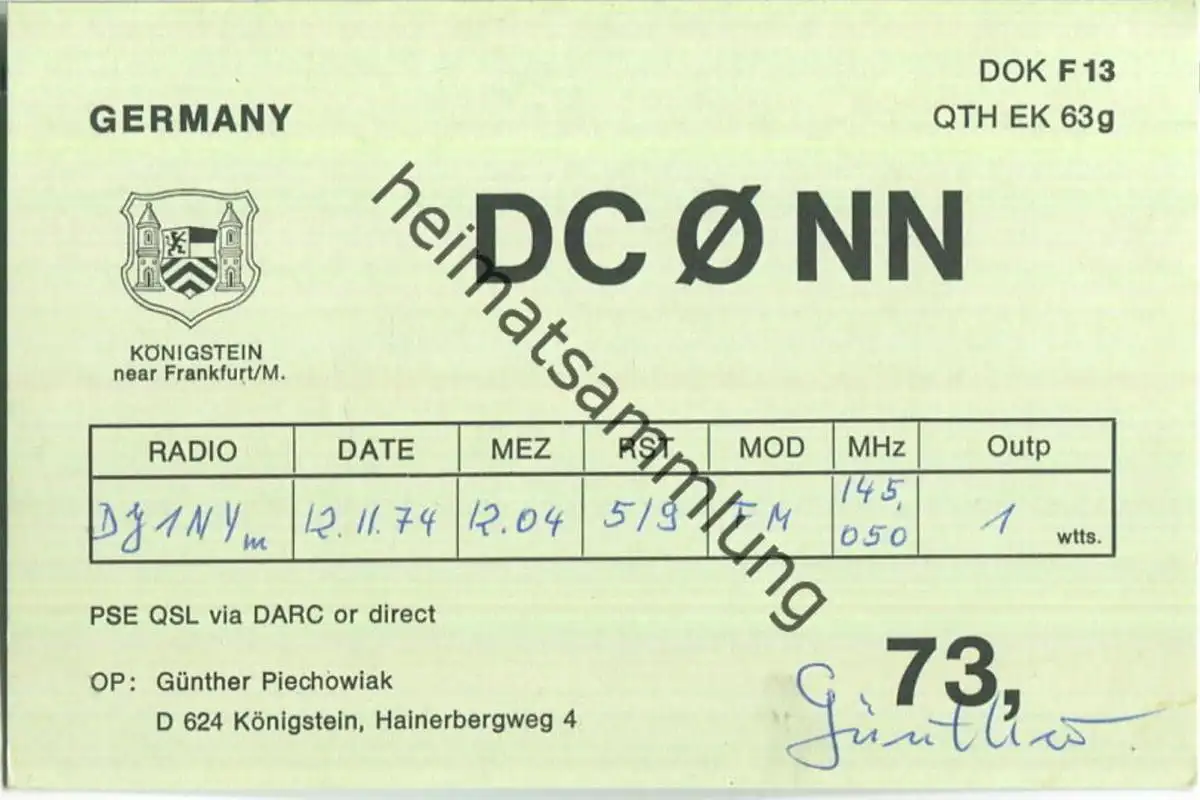 DOK F 13
GERMANY
QTH EK 63g
DC Ø NN
KÖNIGSTEIN
near Frankfurt/M.
heimatsammlung
RADIO DATE MEZ RST MOD MHz Outp
DJ1NY m 12.11.74 12.04 5/9 FM 145. 1
050 wtts.
PSE QSL via DARC or direct
73,
OP: Günther Piechowiak
D 624 Königstein, Hainerbergweg 4
Günther